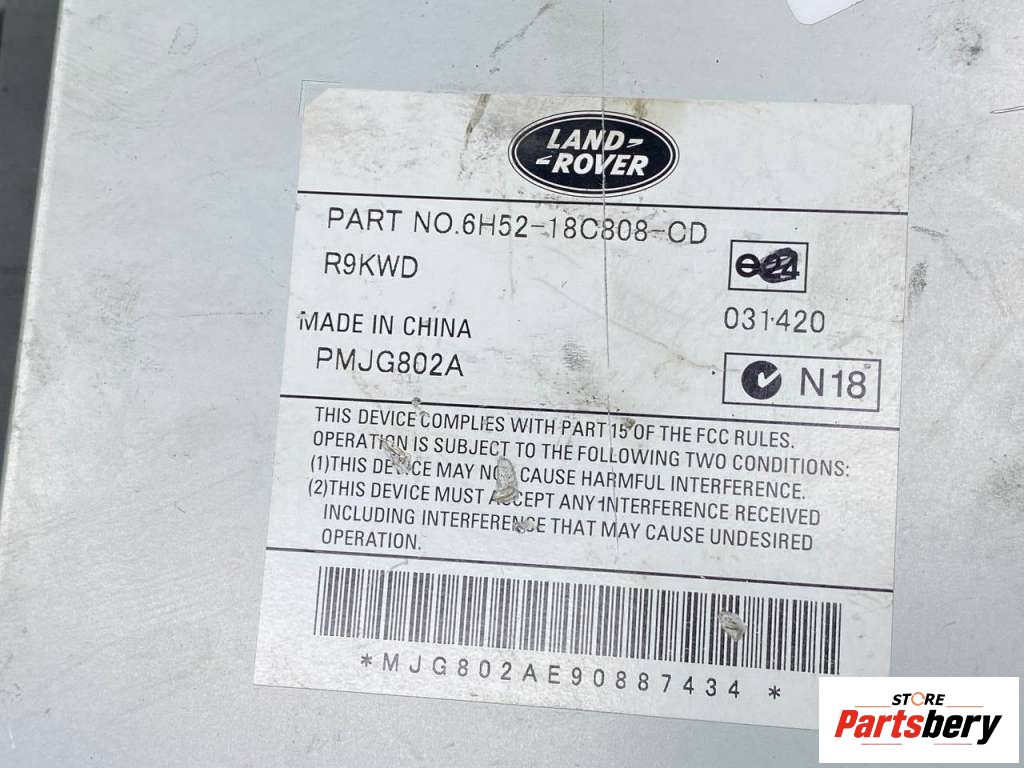 LAND-
-ROVER
PART NO.6H52-18C808-CD
R9KWD
e24
031420
MADE IN CHINA
PMJG802A
N18
THIS DEVICE COMPLIES WITH PART 15 OF THE FCC RULES.
OPERATION IS SUBJECT TO THE FOLLOWING TWO CONDITIONS:
(1)THIS DEVICE MAY NOT CAUSE HARMFUL INTERFERENCE.
(2)THIS DEVICE MUST ACCEPT ANY INTERFERENCE RECEIVED
INCLUDING INTERFERENCE THAT MAY CAUSE UNDESIRED
OPERATION.
*MJG802AE90887434*
STORE
Partsbery